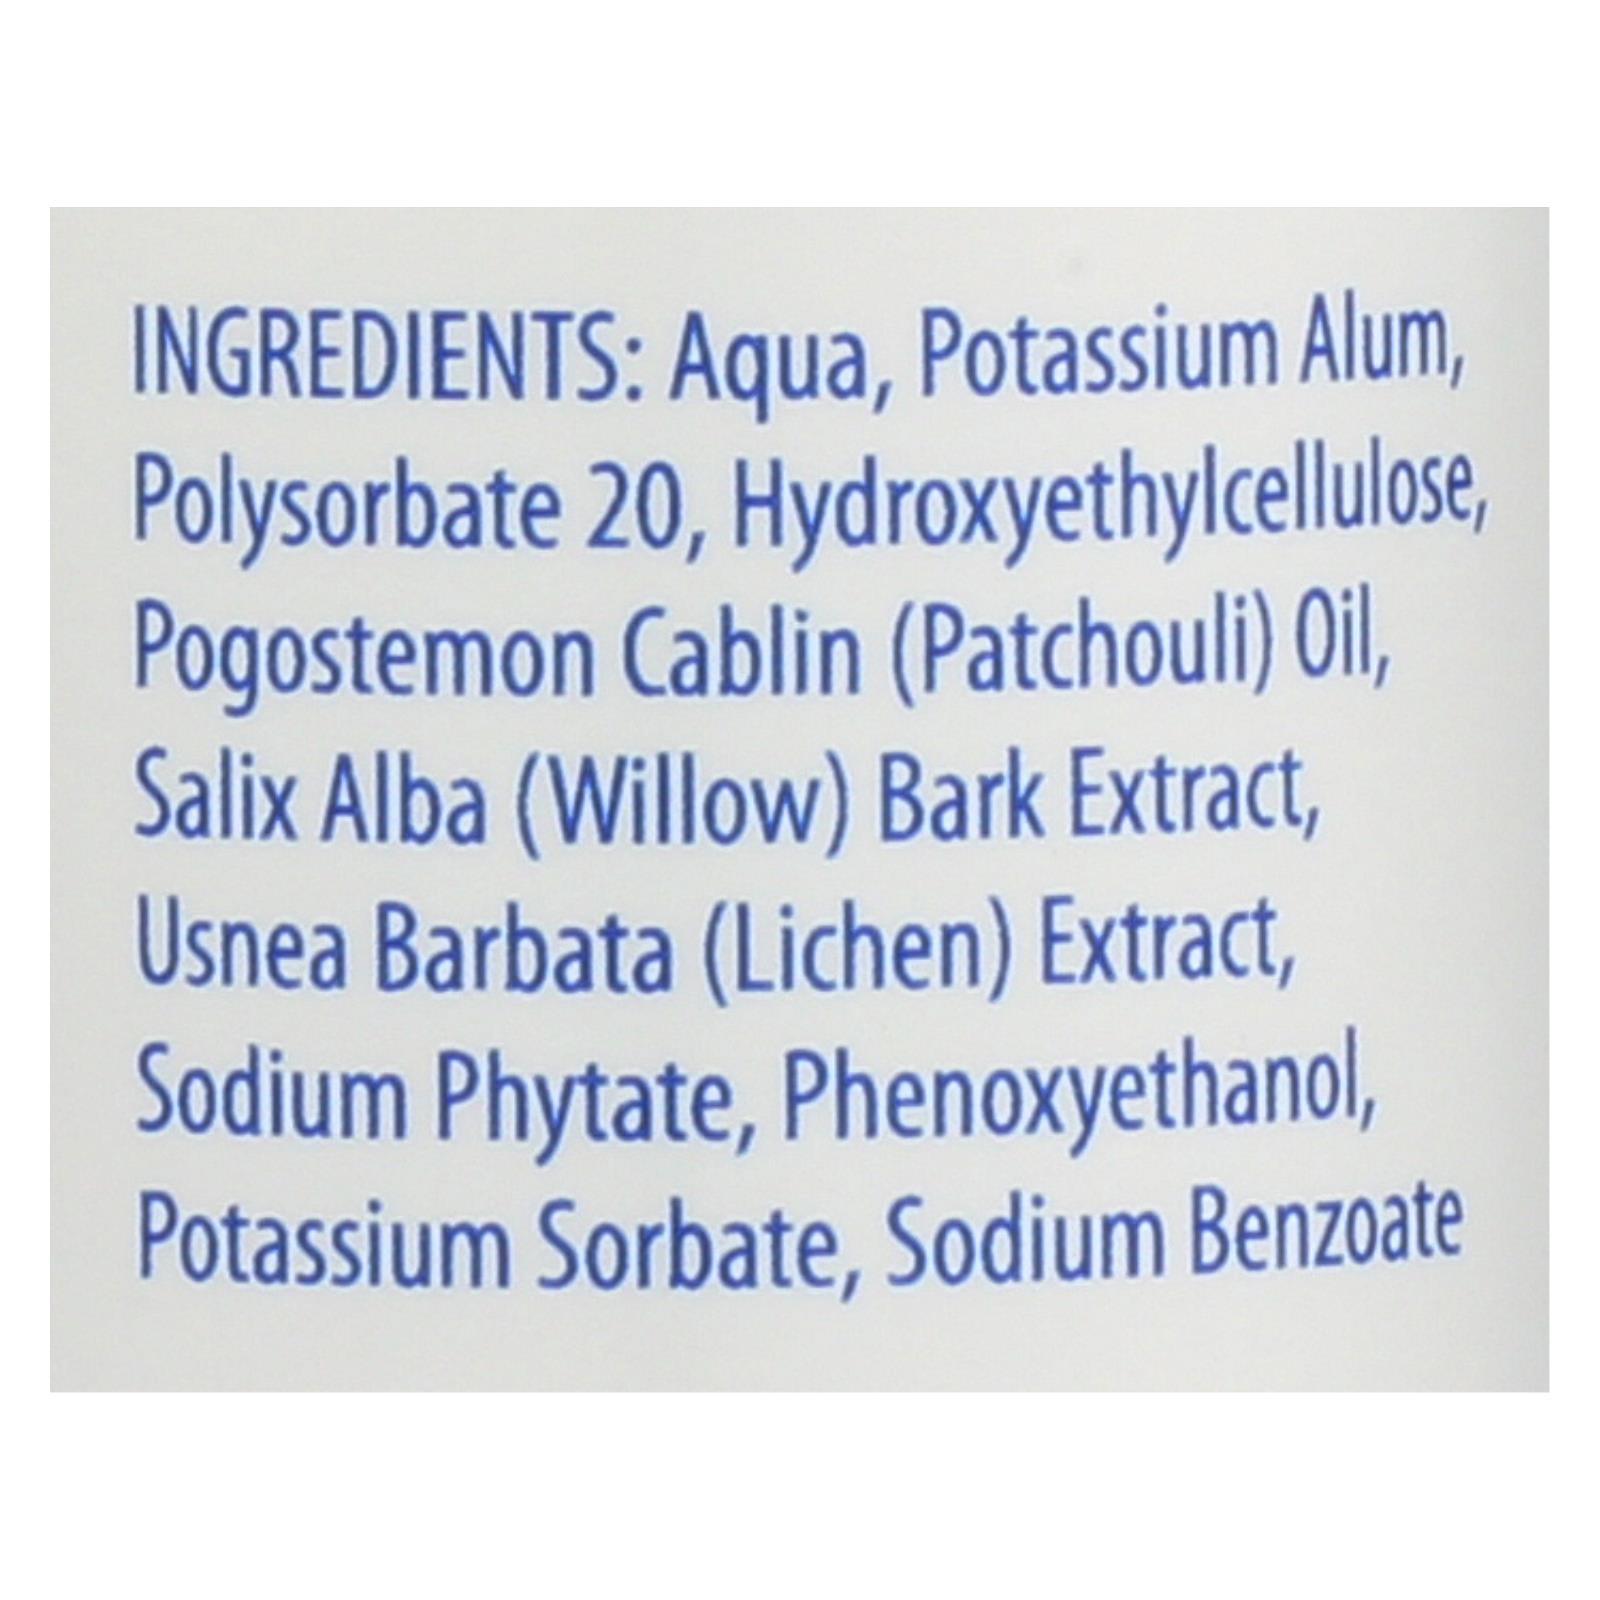 INGREDIENTS: Aqua, Potassium Alum,
Polysorbate 20, Hydroxyethylcellulose,
Pogostemon Cablin (Patchouli) Oil,
Salix Alba (Willow) Bark Extract,
Usnea Barbata (Lichen) Extract,
Sodium Phytate, Phenoxyethanol,
Potassium Sorbate, Sodium Benzoate